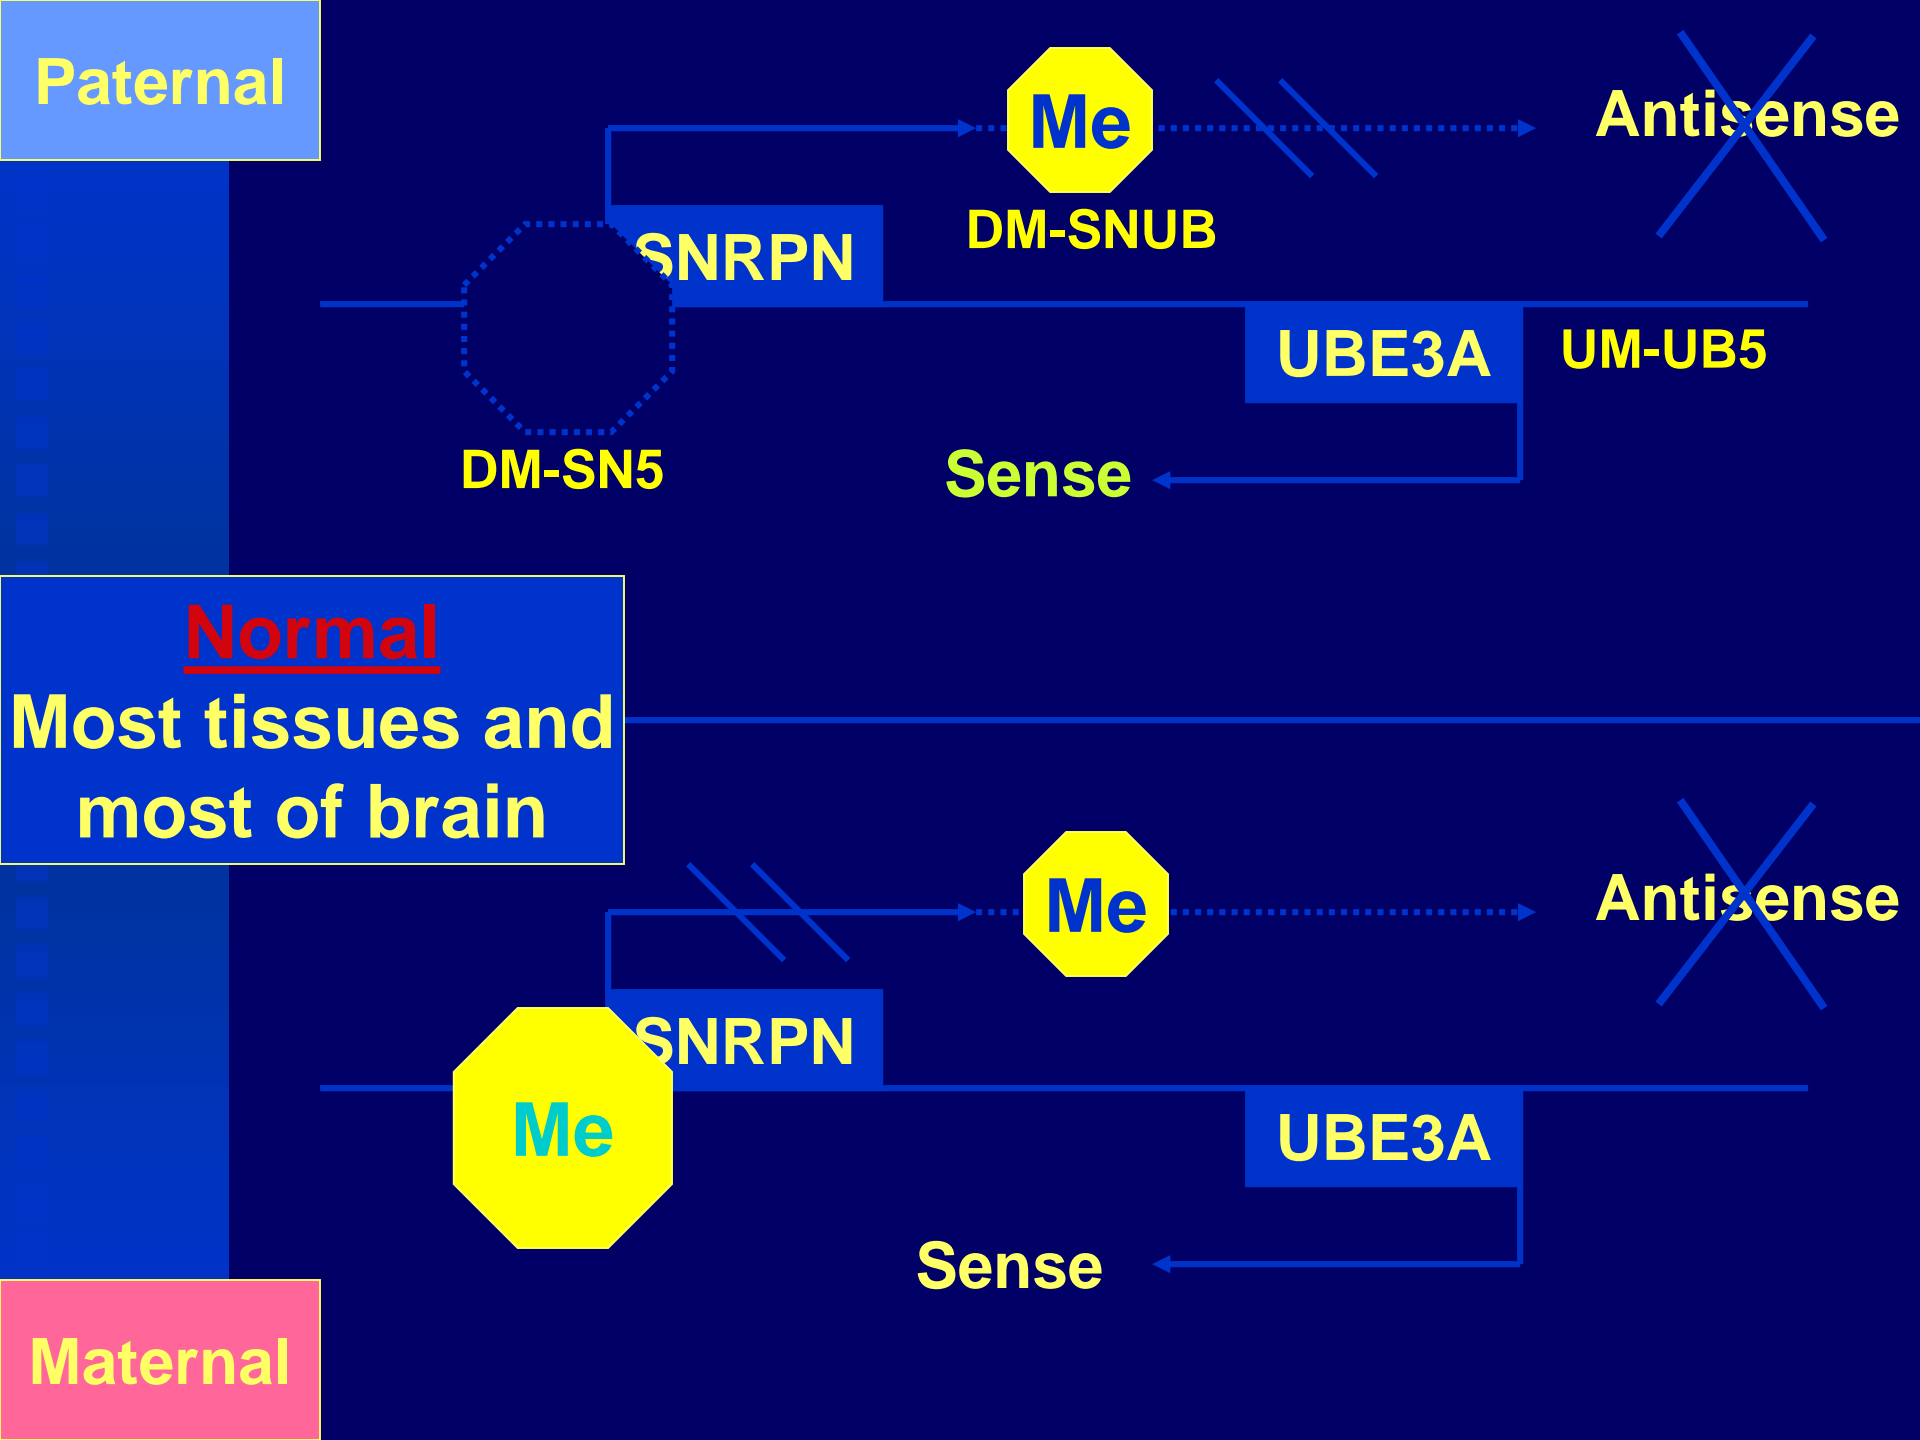 Paternal
Me
Antisense
DM-SNUB
SNRPN
UBE3A
UM-UB5
DM-SN5
Sense
Normal
Most tissues and
most of brain
Me
Antisense
SNRPN
Me
UBE3A
Sense
Maternal